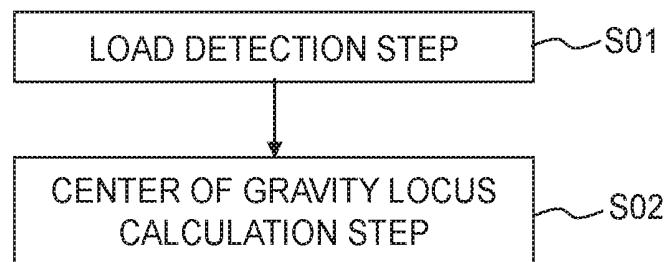 LOAD DETECTION STEP
S01
CENTER OF GRAVITY LOCUS
CALCULATION STEP
S02